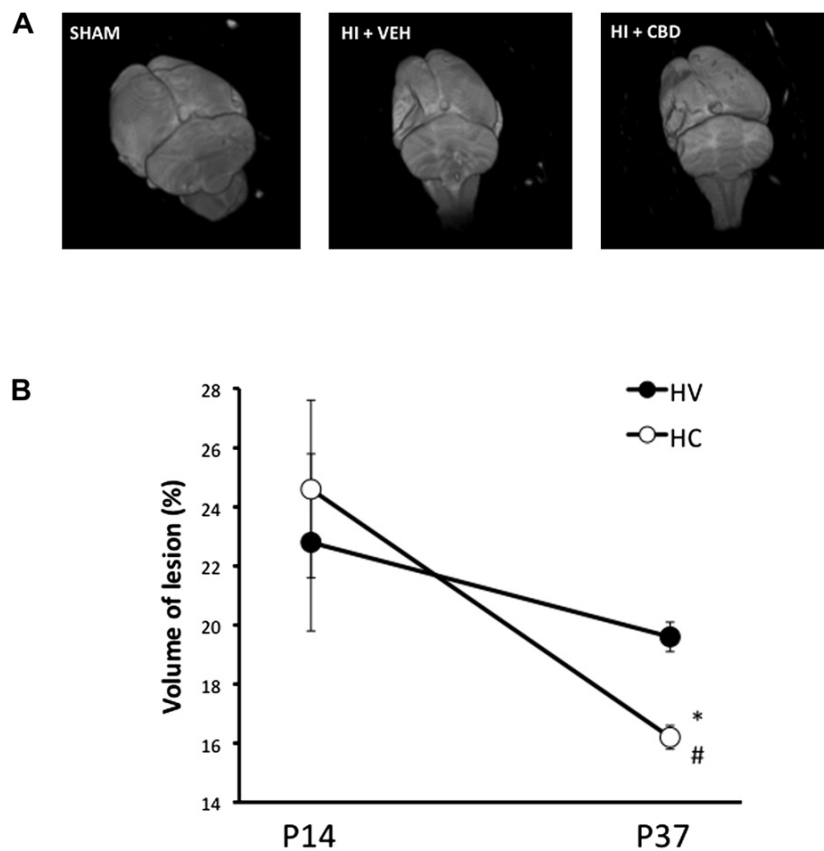 A
SHAM
HI + VEH
HI + CBD
B
Volume of lesion (%)
28
26
24
22
20
18
16
14
HV
HC
*
#
P14
P37